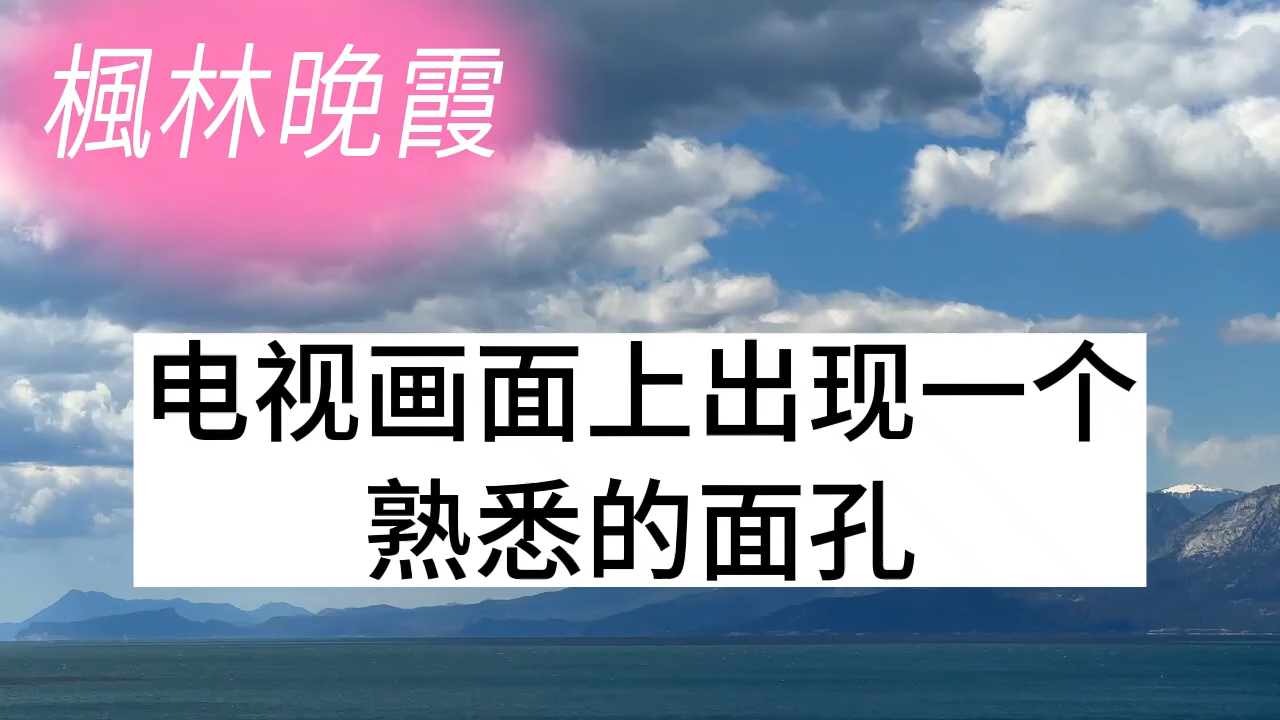 楓林晚霞
电视画面上出现一个
熟悉的面孔